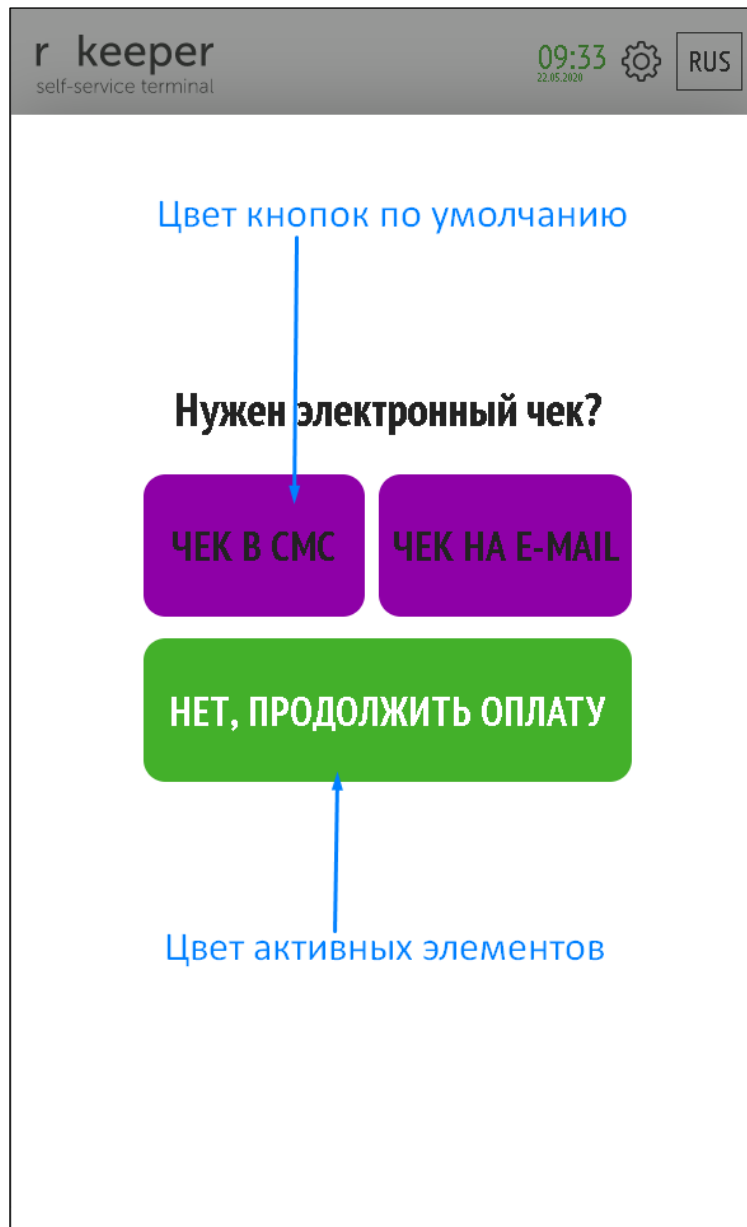 r keeper
self-service terminal
09:33
22.05.2020
RUS
Цвет кнопок по умолчанию
Нужен электронный чек?
ЧЕК В СМС
ЧЕК НА E-MAIL
НЕТ, ПРОДОЛЖИТЬ ОПЛАТУ
Цвет активных элементов